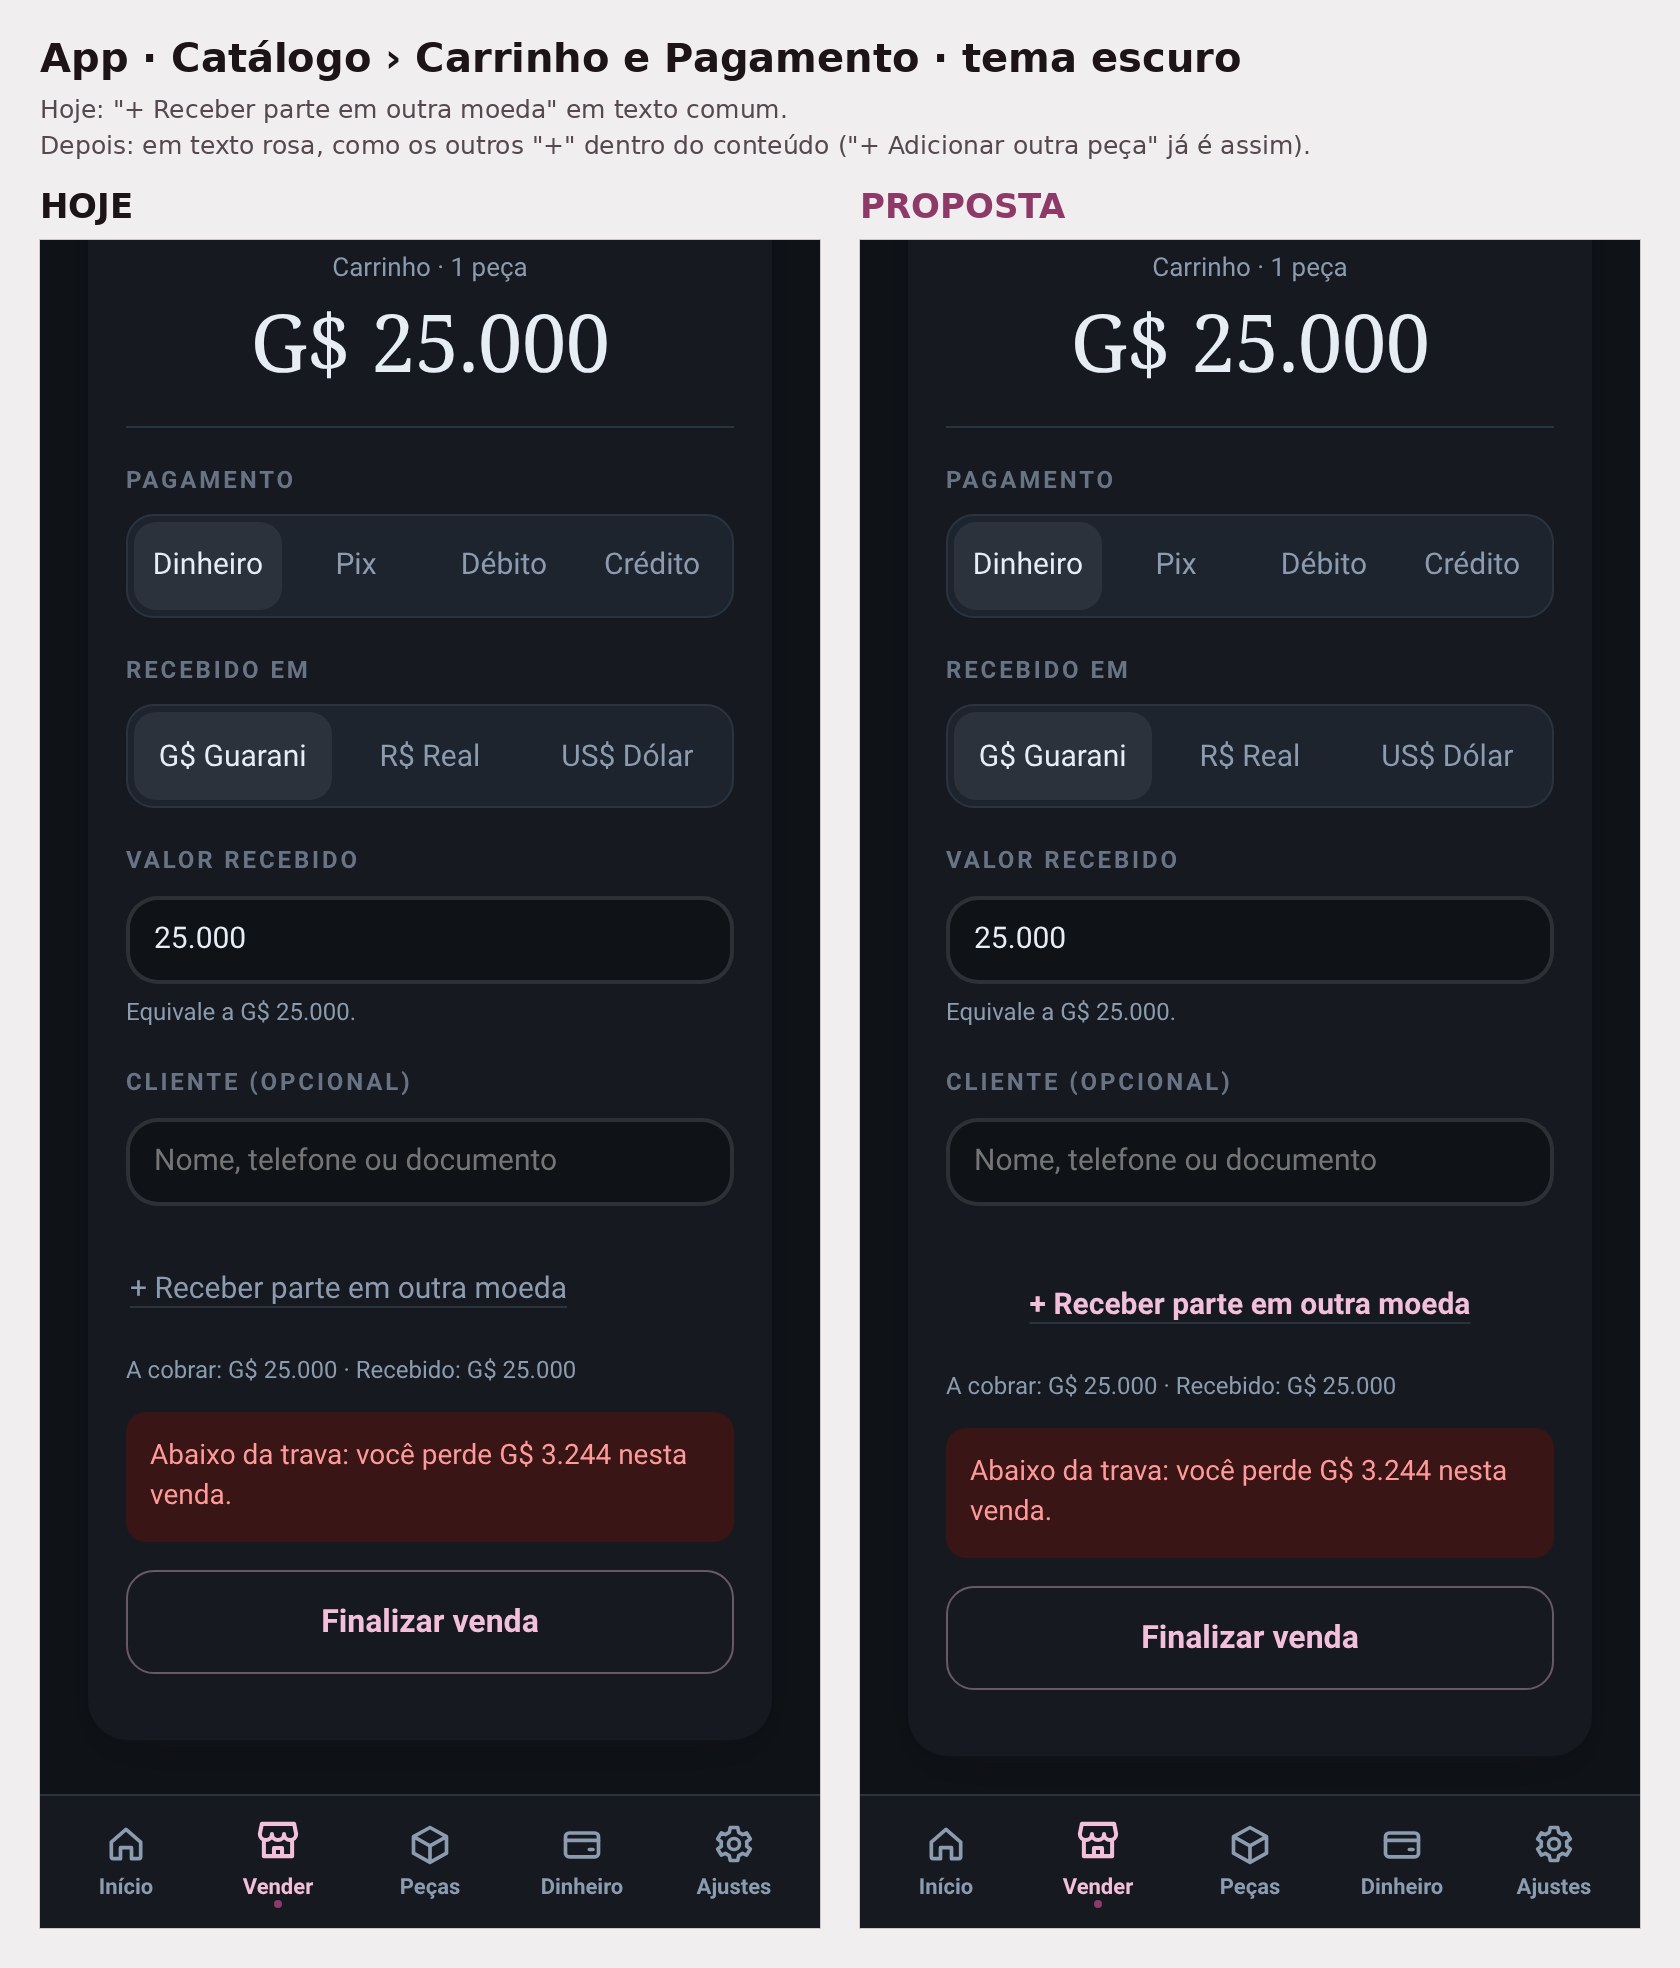 App · Catálogo › Carrinho e Pagamento · tema escuro
Hoje: "+ Receber parte em outra moeda" em texto comum.
Depois: em texto rosa, como os outros "+" dentro do conteúdo ("+ Adicionar outra peça" já é assim).
HOJE
Carrinho · 1 peça
G$ 25.000
PAGAMENTO
Dinheiro Pix Débito Crédito
RECEBIDO EM
G$ Guarani R$ Real US$ Dólar
VALOR RECEBIDO
25.000
Equivale a G$ 25.000.
CLIENTE (OPCIONAL)
Nome, telefone ou documento
+ Receber parte em outra moeda
A cobrar: G$ 25.000 · Recebido: G$ 25.000
Abaixo da trava: você perde G$ 3.244 nesta
venda.
Finalizar venda
Início Vender Peças Dinheiro Ajustes
PROPOSTA
Carrinho · 1 peça
G$ 25.000
PAGAMENTO
Dinheiro Pix Débito Crédito
RECEBIDO EM
G$ Guarani R$ Real US$ Dólar
VALOR RECEBIDO
25.000
Equivale a G$ 25.000.
CLIENTE (OPCIONAL)
Nome, telefone ou documento
+ Receber parte em outra moeda
A cobrar: G$ 25.000 · Recebido: G$ 25.000
Abaixo da trava: você perde G$ 3.244 nesta
venda.
Finalizar venda
Início Vender Peças Dinheiro Ajustes